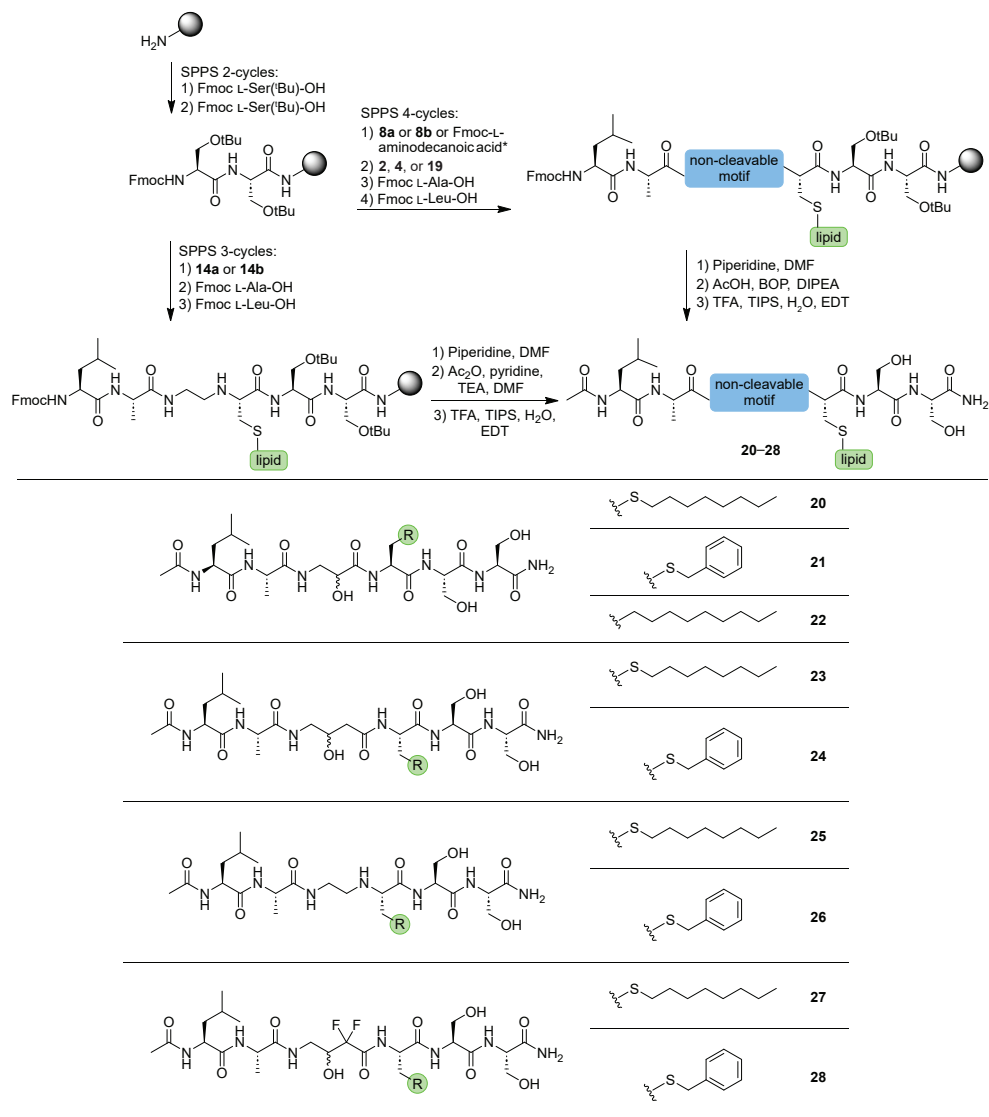 H₂N
SPPS 2-cycles:
1) Fmoc L-Ser(ᵗBu)-OH
2) Fmoc L-Ser(ᵗBu)-OH
SPPS 4-cycles:
1) 8a or 8b or Fmoc-L-
aminodecanoic acid*
2) 2, 4, or 19
3) Fmoc L-Ala-OH
4) Fmoc L-Leu-OH
FmocHN
OtBu
H
N
O
N
H
O
OtBu
FmocHN
O
H
N
O
non-cleavable
motif
O
S
lipid
N
H
OtBu
O
H
N
O
N
H
OtBu
SPPS 3-cycles:
1) 14a or 14b
2) Fmoc L-Ala-OH
3) Fmoc L-Leu-OH
1) Piperidine, DMF
2) AcOH, BOP, DIPEA
3) TFA, TIPS, H₂O, EDT
FmocHN
O
H
N
O
N
H
H
N
O
S
lipid
N
H
OtBu
O
H
N
O
N
H
OtBu
1) Piperidine, DMF
2) Ac₂O, pyridine,
TEA, DMF
3) TFA, TIPS, H₂O,
EDT
O
N
H
O
H
N
O
non-cleavable
motif
O
S
lipid
N
H
OH
O
H
N
O
NH₂
OH
20–28
O
N
H
O
H
N
O
N
H
OH
O
N
H
R
O
H
N
OH
O
N
H
OH
O
NH₂
S
20
S
21
22
O
N
H
O
H
N
O
N
H
OH
O
H
N
R
O
N
H
OH
O
H
N
OH
O
NH₂
S
23
S
24
O
N
H
O
H
N
O
N
H
H
N
R
O
N
H
OH
O
H
N
OH
O
NH₂
S
25
S
26
O
N
H
O
H
N
O
N
H
OH
F
F
O
H
N
R
O
N
H
OH
O
H
N
OH
O
NH₂
S
27
S
28